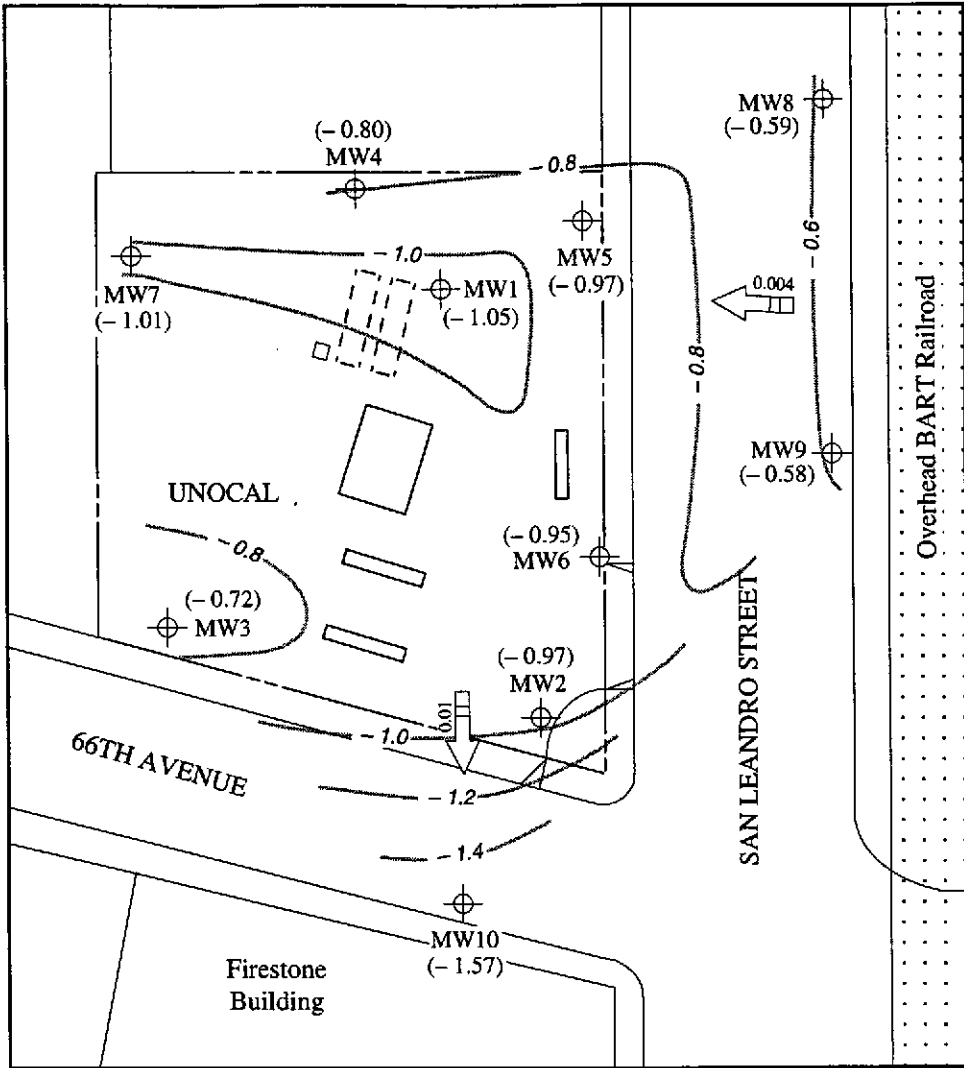 MW8
(– 0.59)
(– 0.80)
MW4
– 0.8
– 0.6
MW5
(– 0.97)
– 1.0
MW7
(– 1.01)
MW1
(– 1.05)
0.004
– 0.8
Overhead BART Railroad
MW9
(– 0.58)
UNOCAL
– 0.8
(– 0.95)
MW6
(– 0.72)
MW3
(– 0.97)
MW2
SAN LEANDRO STREET
0.01
– 1.0
66TH AVENUE
– 1.2
– 1.4
MW10
(– 1.57)
Firestone
Building